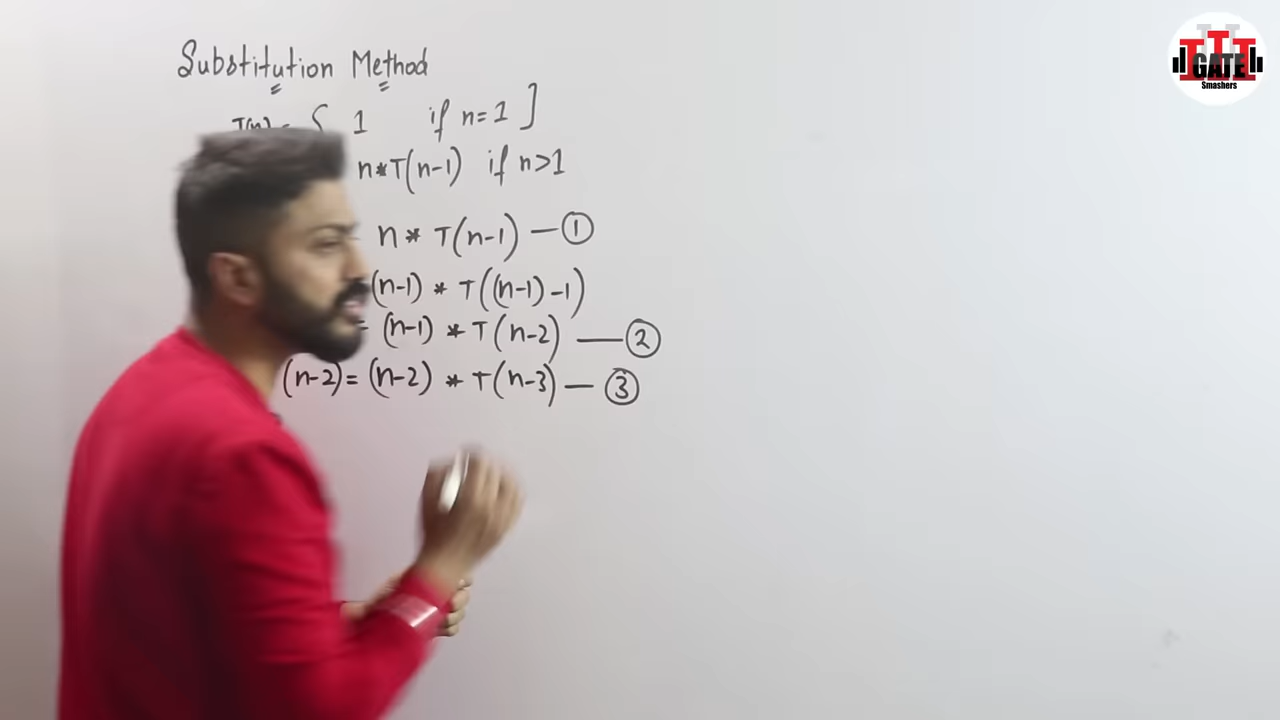 Substitution Method
T(n) = { 1 if n=1 ]
n*T(n-1) if n>1
n * T(n-1) — ①
(n-1) * T((n-1)-1)
= (n-1) * T(n-2) — ②
(n-2) = (n-2) * T(n-3) — ③
GATE
Smashers